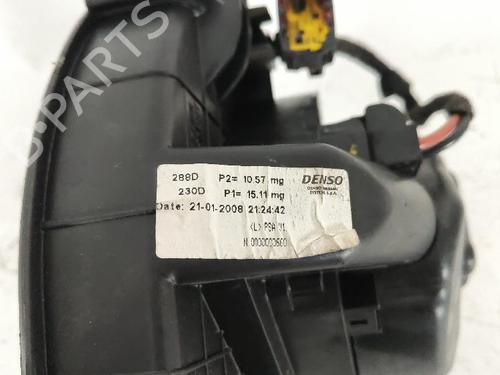 288D P2= 10.57 mg DENSO
230D P1= 15.11 mg
SYSTEM S.p.A.
Date: 21-01-2008 21:24:42
<L> PSA
B-PARTS